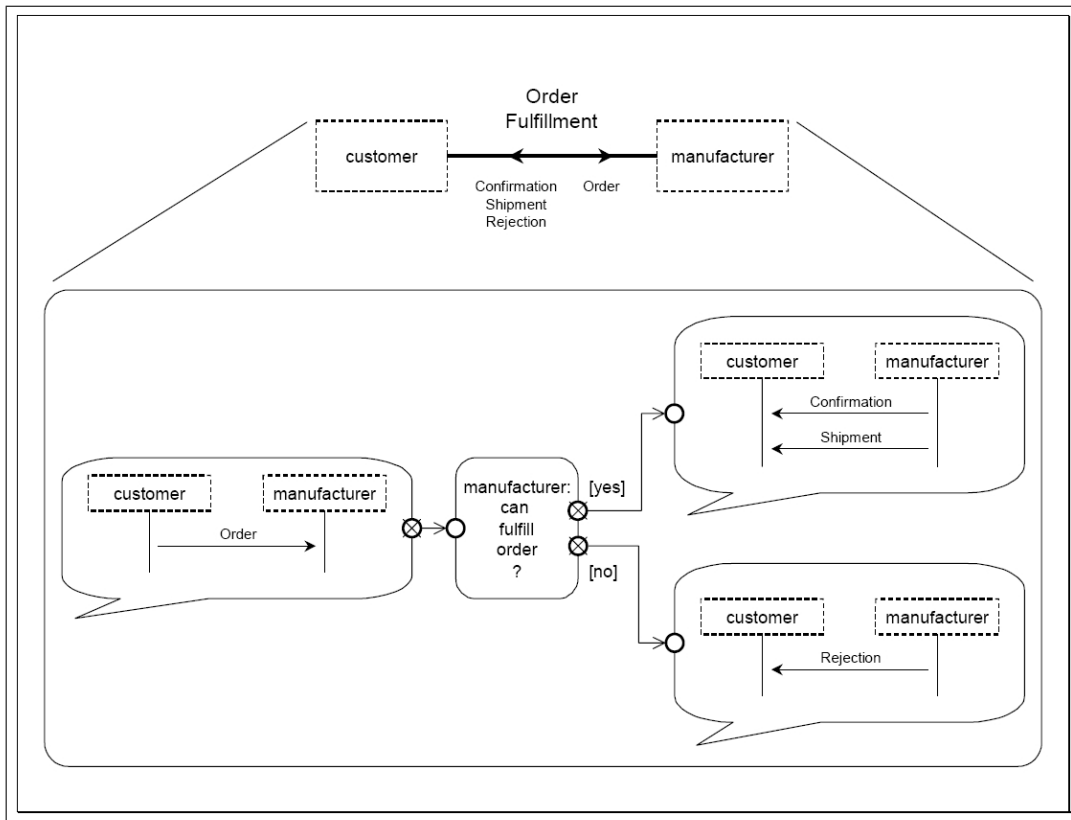 Order
Fulfillment
customer
manufacturer
Confirmation
Shipment
Rejection
Order
customer
manufacturer
Order
manufacturer:
can
fulfill
order
?
[yes]
[no]
customer
manufacturer
Confirmation
Shipment
customer
manufacturer
Rejection